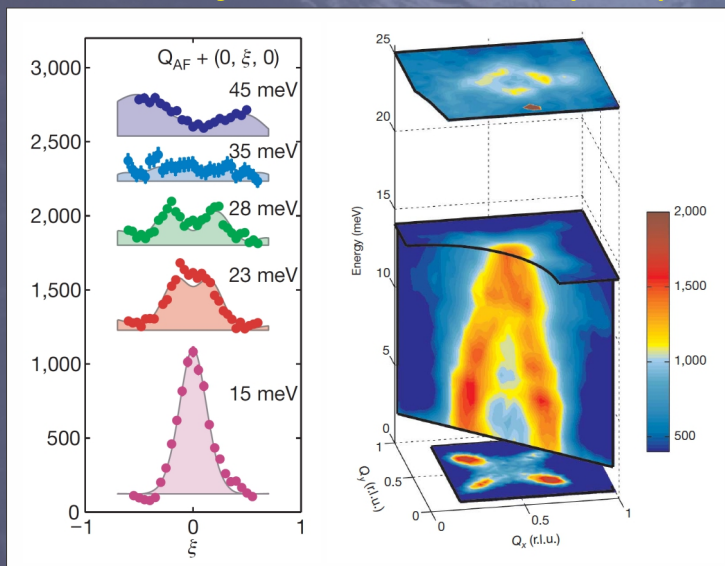 3,000
2,500
2,000
1,500
1,000
500
0
−1
0
1
ξ
Q_AF + (0, ξ, 0)
45 meV
35 meV
28 meV
23 meV
15 meV
25
20
15
10
5
0
Energy (meV)
1
0.5
0
Q_y (r.l.u.)
0
0.5
1
Q_x (r.l.u.)
2,000
1,500
1,000
500